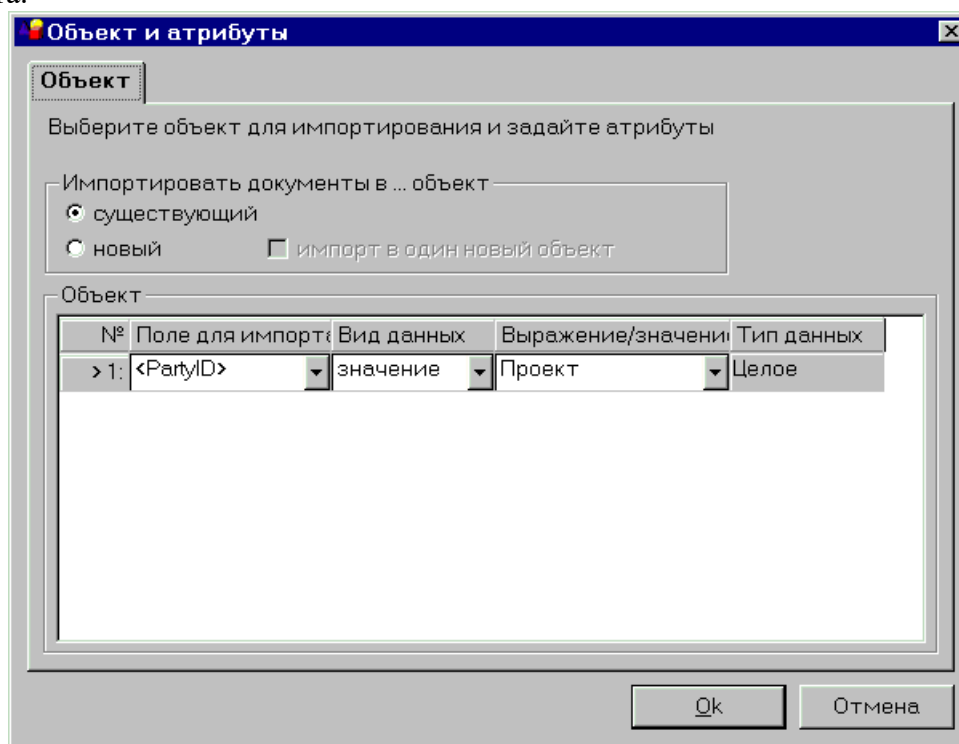 та.
Объект и атрибуты
Объект
Выберите объект для импортирования и задайте атрибуты
Импортировать документы в ... объект
существующий
новый импорт в один новый объект
Объект
№ Поле для импорта Вид данных Выражение/значени Тип данных
>1: <PartyID> значение Проект Целое
Ok Отмена